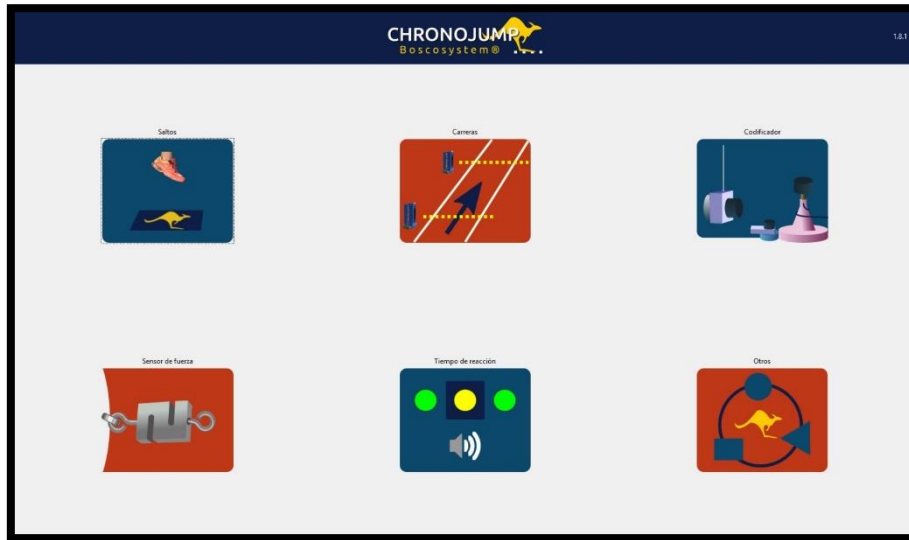 CHRONOJUMP
Boscosystem®
1.8.1
Saltos
Carreras
Codificador
Sensor de fuerza
Tiempo de reacción
Otros